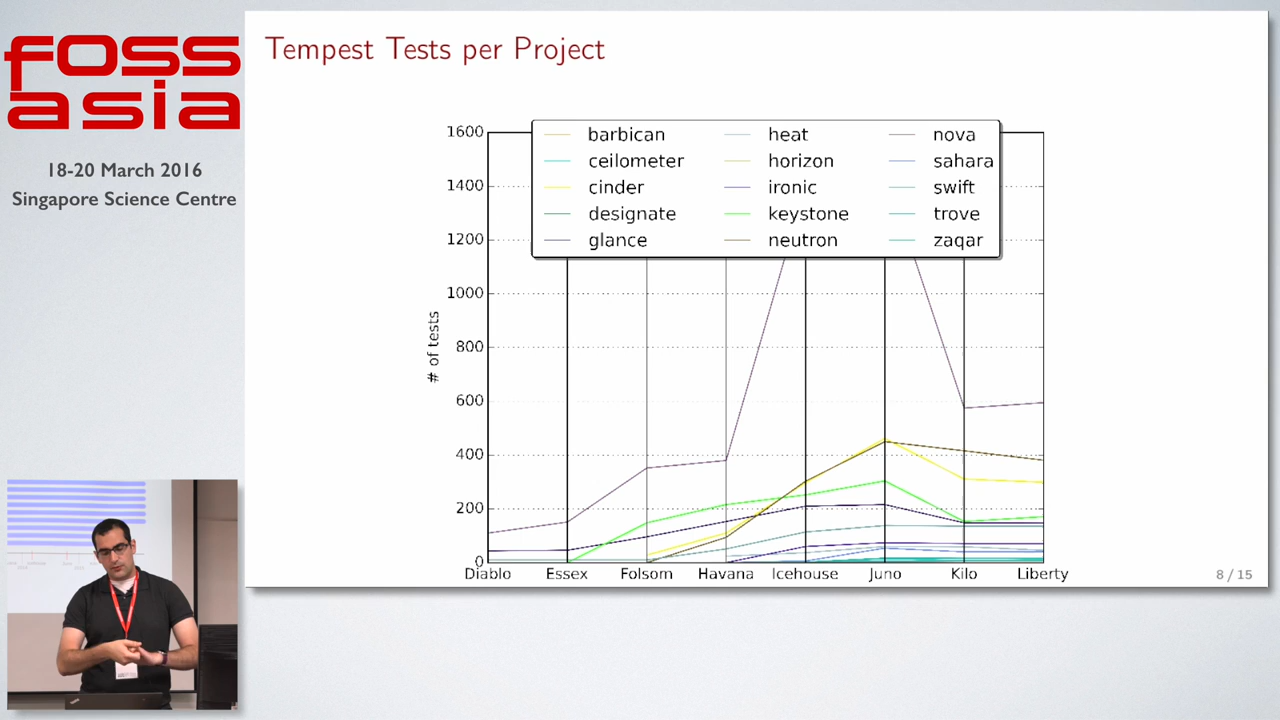 foss
asia
18-20 March 2016
Singapore Science Centre
Tempest Tests per Project
barbican
ceilometer
cinder
designate
glance
heat
horizon
ironic
keystone
neutron
nova
sahara
swift
trove
zaqar
1600
1400
1200
1000
800
600
400
200
0
# of tests
Diablo Essex Folsom Havana Icehouse Juno Kilo Liberty
8 / 15